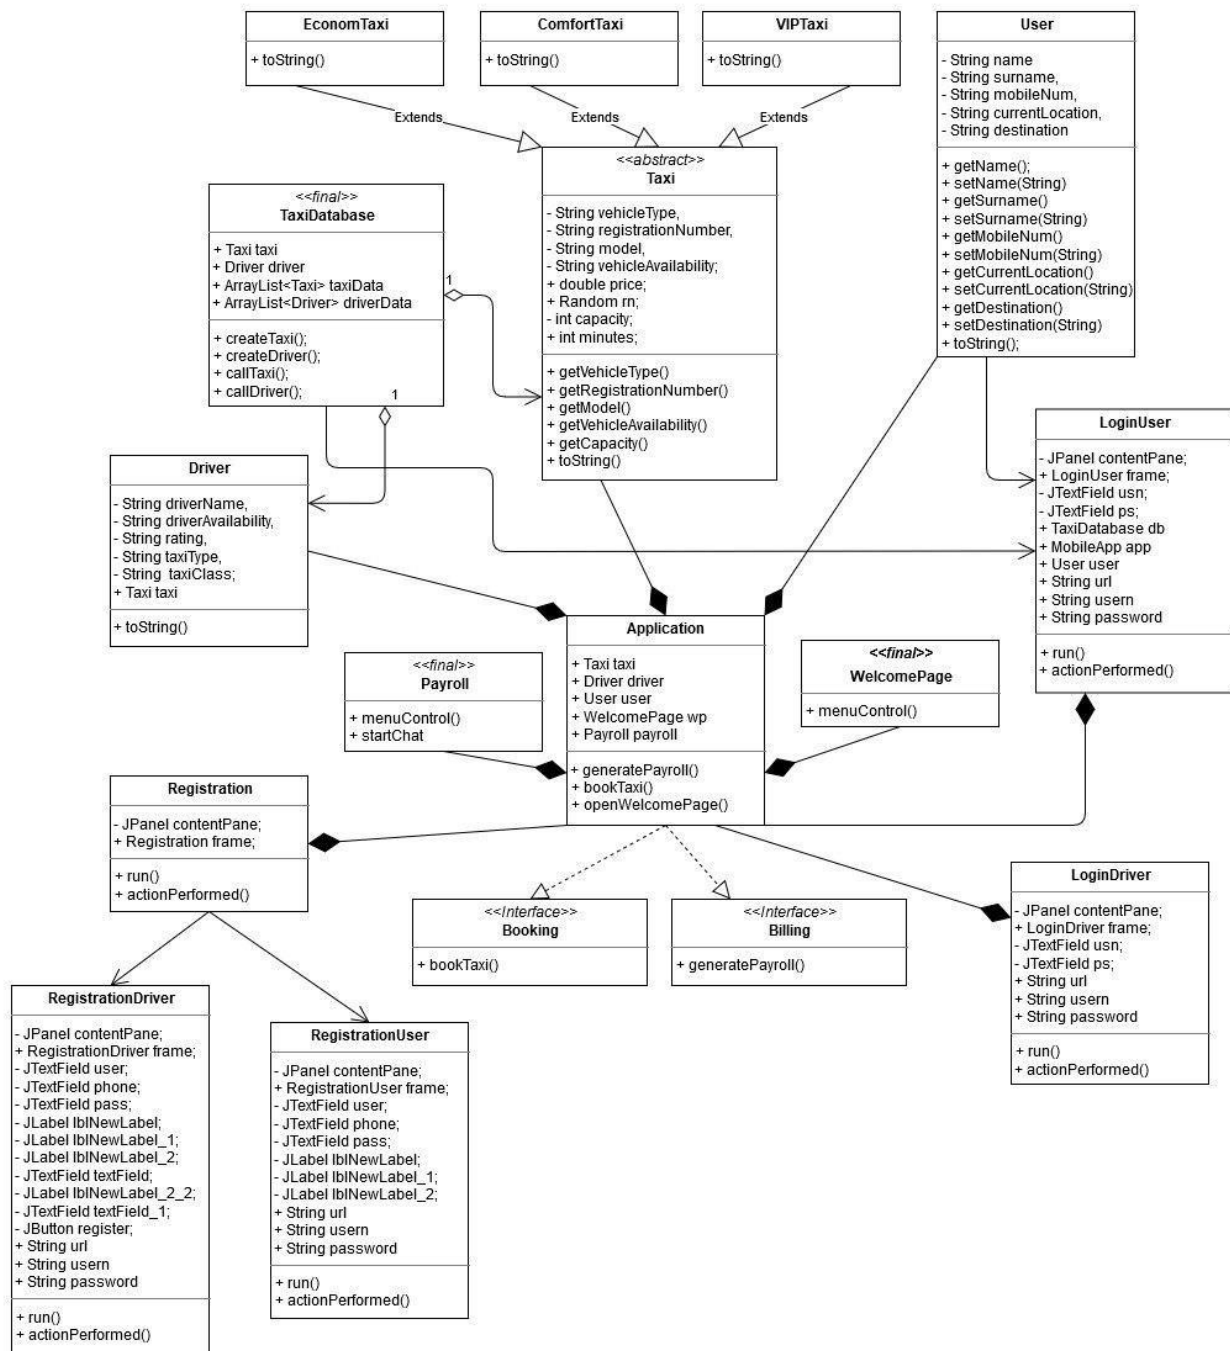 EconomTaxi
+ toString()
ComfortTaxi
+ toString()
VIPTaxi
+ toString()
User
- String name
- String surname,
- String mobileNum,
- String currentLocation,
- String destination
+ getName();
+ setName(String)
+ getSurname()
+ setSurname(String)
+ getMobileNum()
+ setMobileNum(String)
+ getCurrentLocation()
+ setCurrentLocation(String)
+ getDestination()
+ setDestination(String)
+ toString();
Extends
Extends
Extends
<<abstract>>
Taxi
- String vehicleType,
- String registrationNumber,
- String model,
- String vehicleAvailability;
+ double price;
+ Random rn;
- int capacity;
+ int minutes;
+ getVehicleType()
+ getRegistrationNumber()
+ getModel()
+ getVehicleAvailability()
+ getCapacity()
+ toString()
<<final>>
TaxiDatabase
+ Taxi taxi
+ Driver driver
+ ArrayList<Taxi> taxiData
+ ArrayList<Driver> driverData
+ createTaxi();
+ createDriver();
+ callTaxi();
+ callDriver();
1
1
LoginUser
- JPanel contentPane;
+ LoginUser frame;
- JTextField usn;
- JTextField ps;
+ TaxiDatabase db
+ MobileApp app
+ User user
+ String url
+ String usern
+ String password
+ run()
+ actionPerformed()
Driver
- String driverName,
- String driverAvailability,
- String rating,
- String taxiType,
- String taxiClass;
+ Taxi taxi
+ toString()
Application
+ Taxi taxi
+ Driver driver
+ User user
+ WelcomePage wp
+ Payroll payroll
+ generatePayroll()
+ bookTaxi()
+ openWelcomePage()
<<final>>
Payroll
+ menuControl()
+ startChat
<<final>>
WelcomePage
+ menuControl()
Registration
- JPanel contentPane;
+ Registration frame;
+ run()
+ actionPerformed()
<<Interface>>
Booking
+ bookTaxi()
<<Interface>>
Billing
+ generatePayroll()
LoginDriver
- JPanel contentPane;
+ LoginDriver frame;
- JTextField usn;
- JTextField ps;
+ String url
+ String usern
+ String password
+ run()
+ actionPerformed()
RegistrationDriver
- JPanel contentPane;
+ RegistrationDriver frame;
- JTextField user;
- JTextField phone;
- JTextField pass;
- JLabel lblNewLabel;
- JLabel lblNewLabel_1;
- JLabel lblNewLabel_2;
- JTextField textField;
- JLabel lblNewLabel_2_2;
- JTextField textField_1;
- JButton register;
+ String url
+ String usern
+ String password
+ run()
+ actionPerformed()
RegistrationUser
- JPanel contentPane;
+ RegistrationUser frame;
- JTextField user;
- JTextField phone;
- JTextField pass;
- JLabel lblNewLabel;
- JLabel lblNewLabel_1;
- JLabel lblNewLabel_2;
+ String url
+ String usern
+ String password
+ run()
+ actionPerformed()